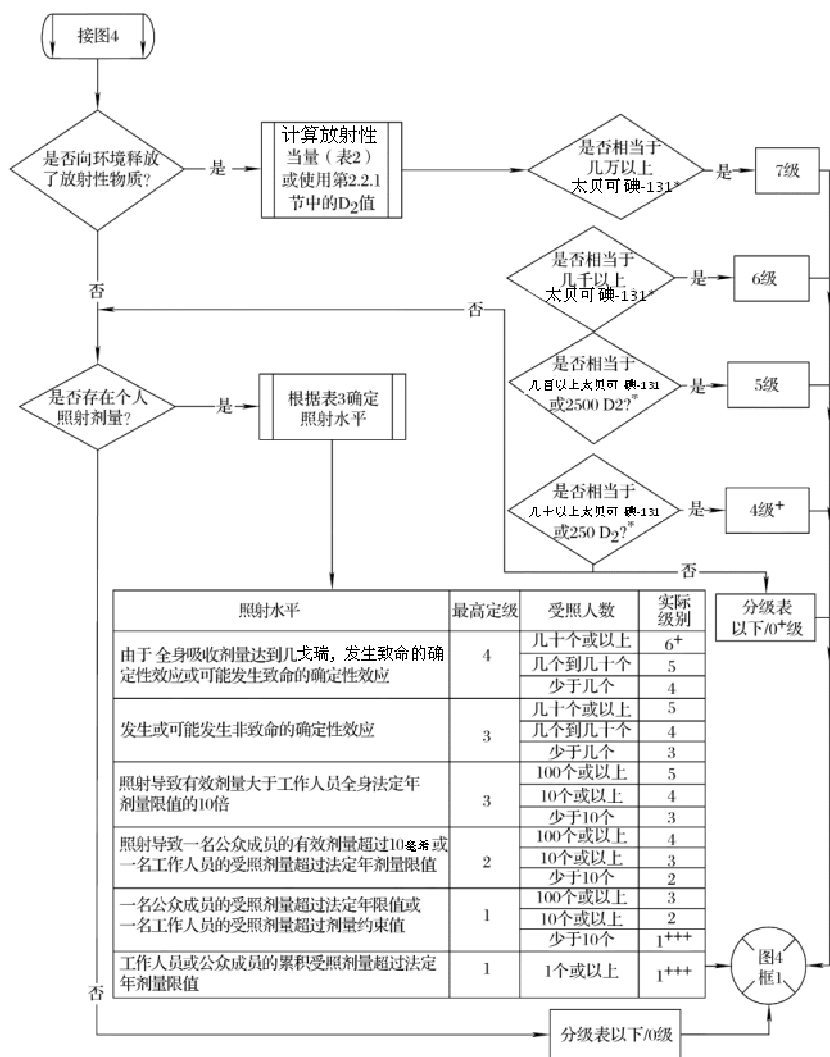 接图4
是否向环境释放
了放射性物质?
是
计算放射性
当量（表2）
或使用第2.2.1
节中的D₂值
是否相当于
几万以上
太贝可碘-131*
是
7级
否
是否相当于
几千以上
太贝可碘-131*
是
6级
否
是否存在个人
照射剂量?
是
根据表3确定
照射水平
是否相当于
几百以上太贝可碘-131
或2500 D2?*
是
5级
是否相当于
几十以上太贝可碘-131
或250 D₂?*
是
4级⁺
否
分级表
以下/0⁺级
照射水平
最高定级
受照人数
实际
级别
由于全身吸收剂量达到几戈瑞，发生致命的确
定性效应或可能发生致命的确定性效应
4
几十个或以上
6⁺
几个到几十个
5
少于几个
4
发生或可能发生非致命的确定性效应
3
几十个或以上
5
几个到几十个
4
少于几个
3
照射导致有效剂量大于工作人员全身法定年
剂量限值的10倍
3
100个或以上
5
10个或以上
4
少于10个
3
照射导致一名公众成员的有效剂量超过10毫希或
一名工作人员的受照剂量超过法定年剂量限值
2
100个或以上
4
10个或以上
3
少于10个
2
一名公众成员的受照剂量超过法定年限值或
一名工作人员的受照剂量超过剂量约束值
1
100个或以上
3
10个或以上
2
少于10个
1⁺⁺⁺
工作人员或公众成员的累积受照剂量超过法定
年剂量限值
1
1个或以上
1⁺⁺⁺
图4
框1
否
分级表以下/0级